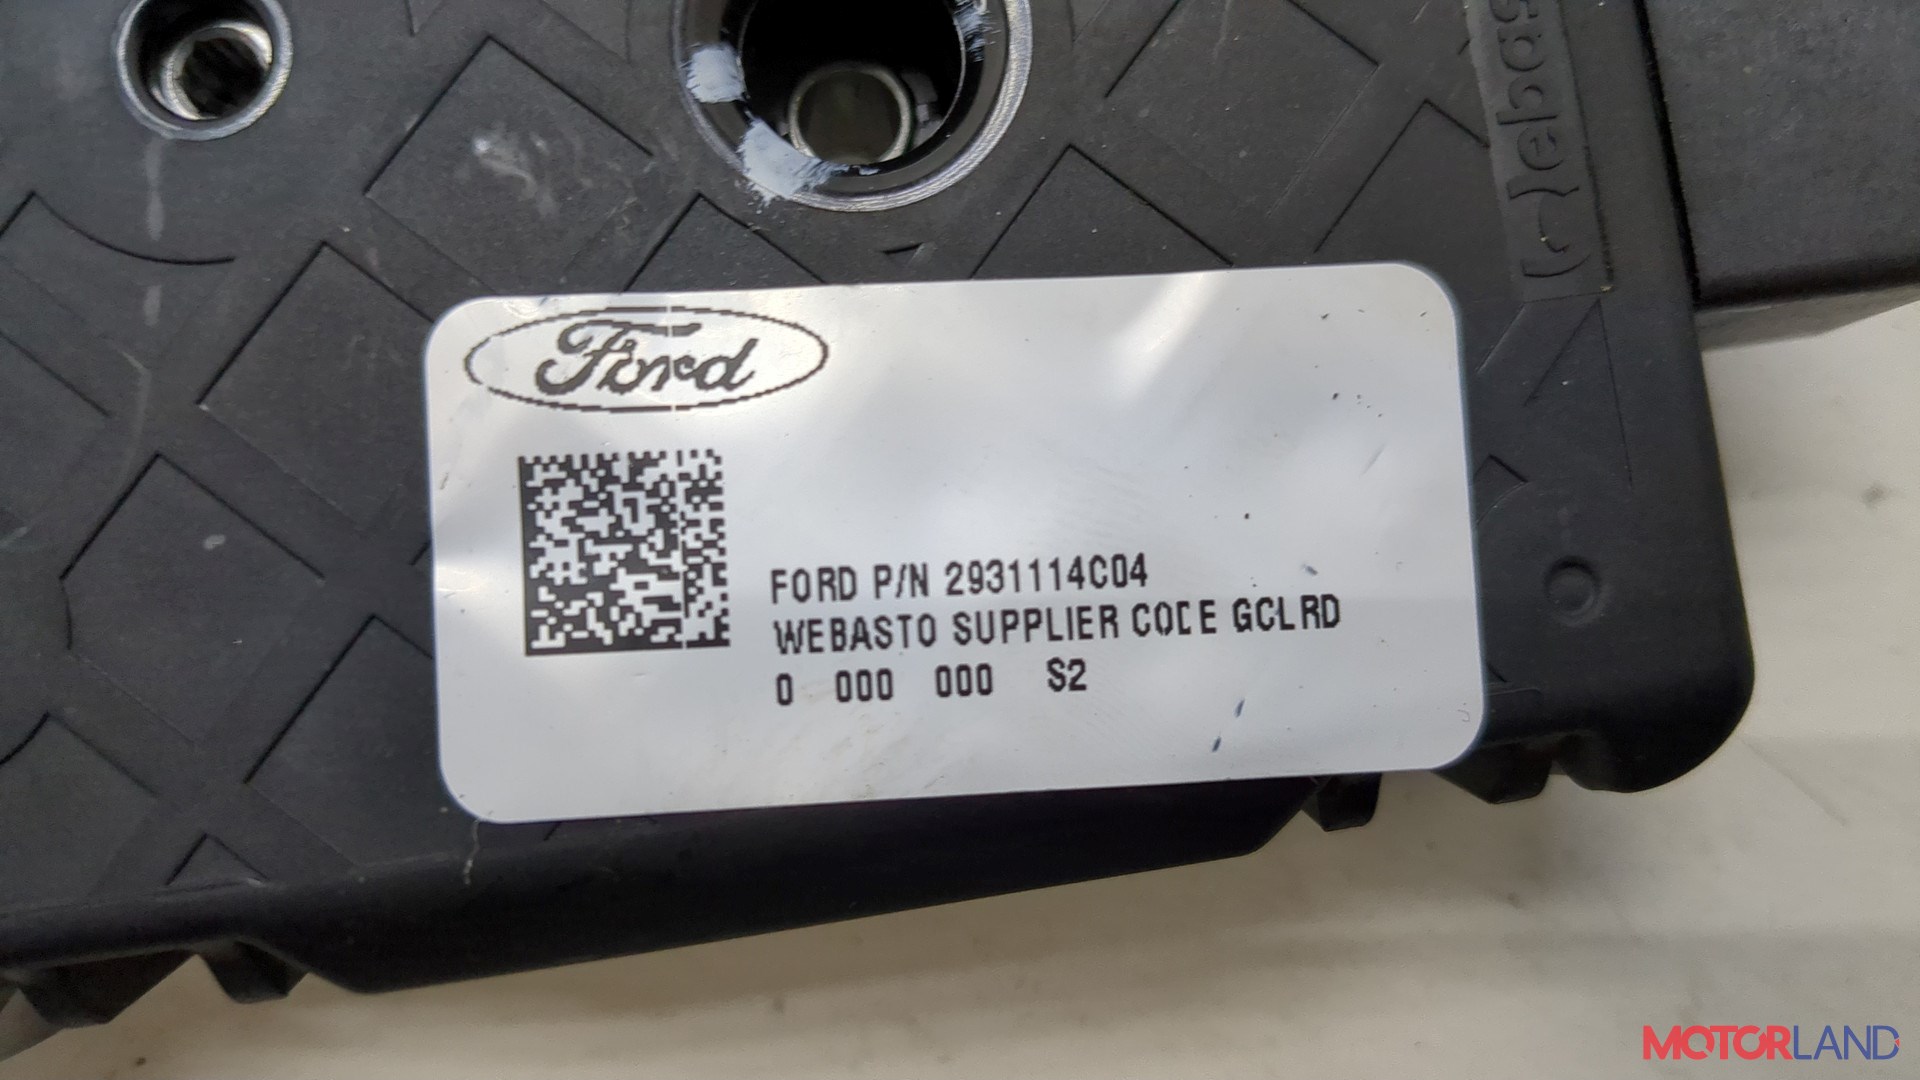 Ford
FORD P/N 2931114C04
WEBASTO SUPPLIER CODE GCLRD
0 000 000 S2
MOTORLAND